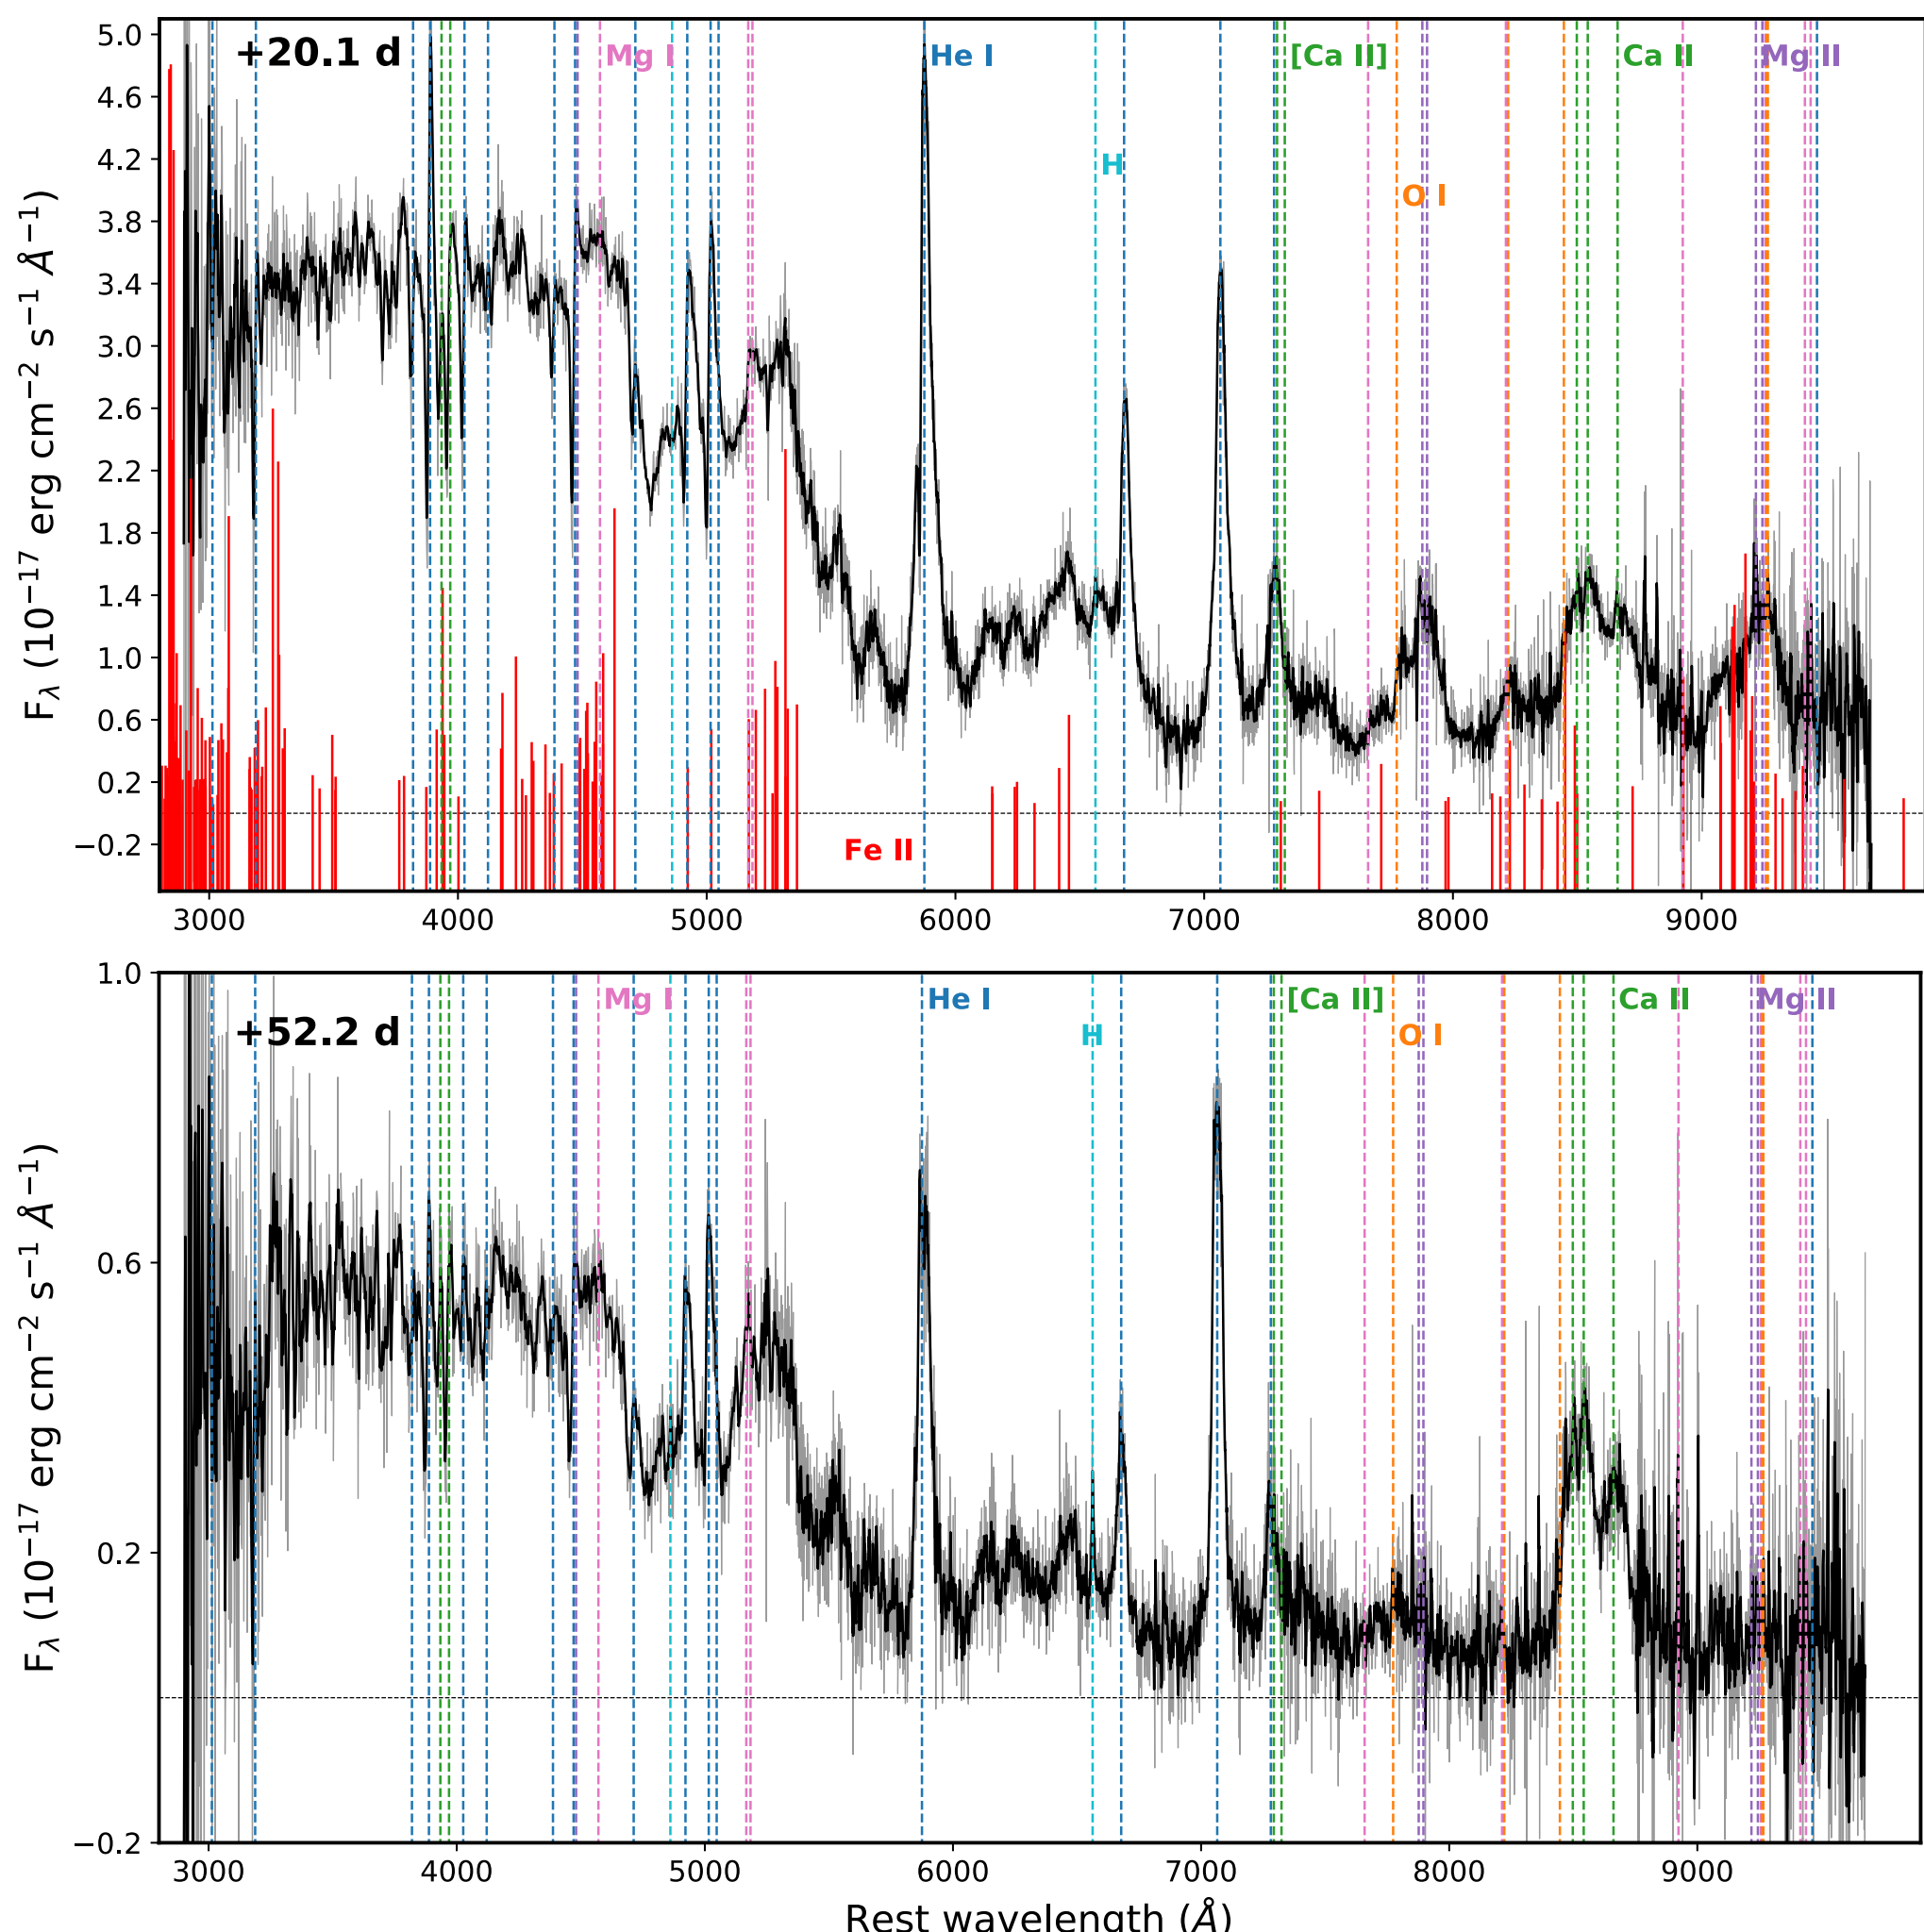 +20.1 d
Mg I
He I
[Ca II]
Ca II
Mg II
H
O I
Fe II
5.0
4.6
4.2
3.8
3.4
3.0
2.6
2.2
1.8
1.4
1.0
0.6
0.2
−0.2
F_λ (10⁻¹⁷ erg cm⁻² s⁻¹ Å⁻¹)
3000 4000 5000 6000 7000 8000 9000
+52.2 d
Mg I
He I
[Ca II]
Ca II
Mg II
H
O I
1.0
0.6
0.2
−0.2
F_λ (10⁻¹⁷ erg cm⁻² s⁻¹ Å⁻¹)
3000 4000 5000 6000 7000 8000 9000
Rest wavelength (Å)